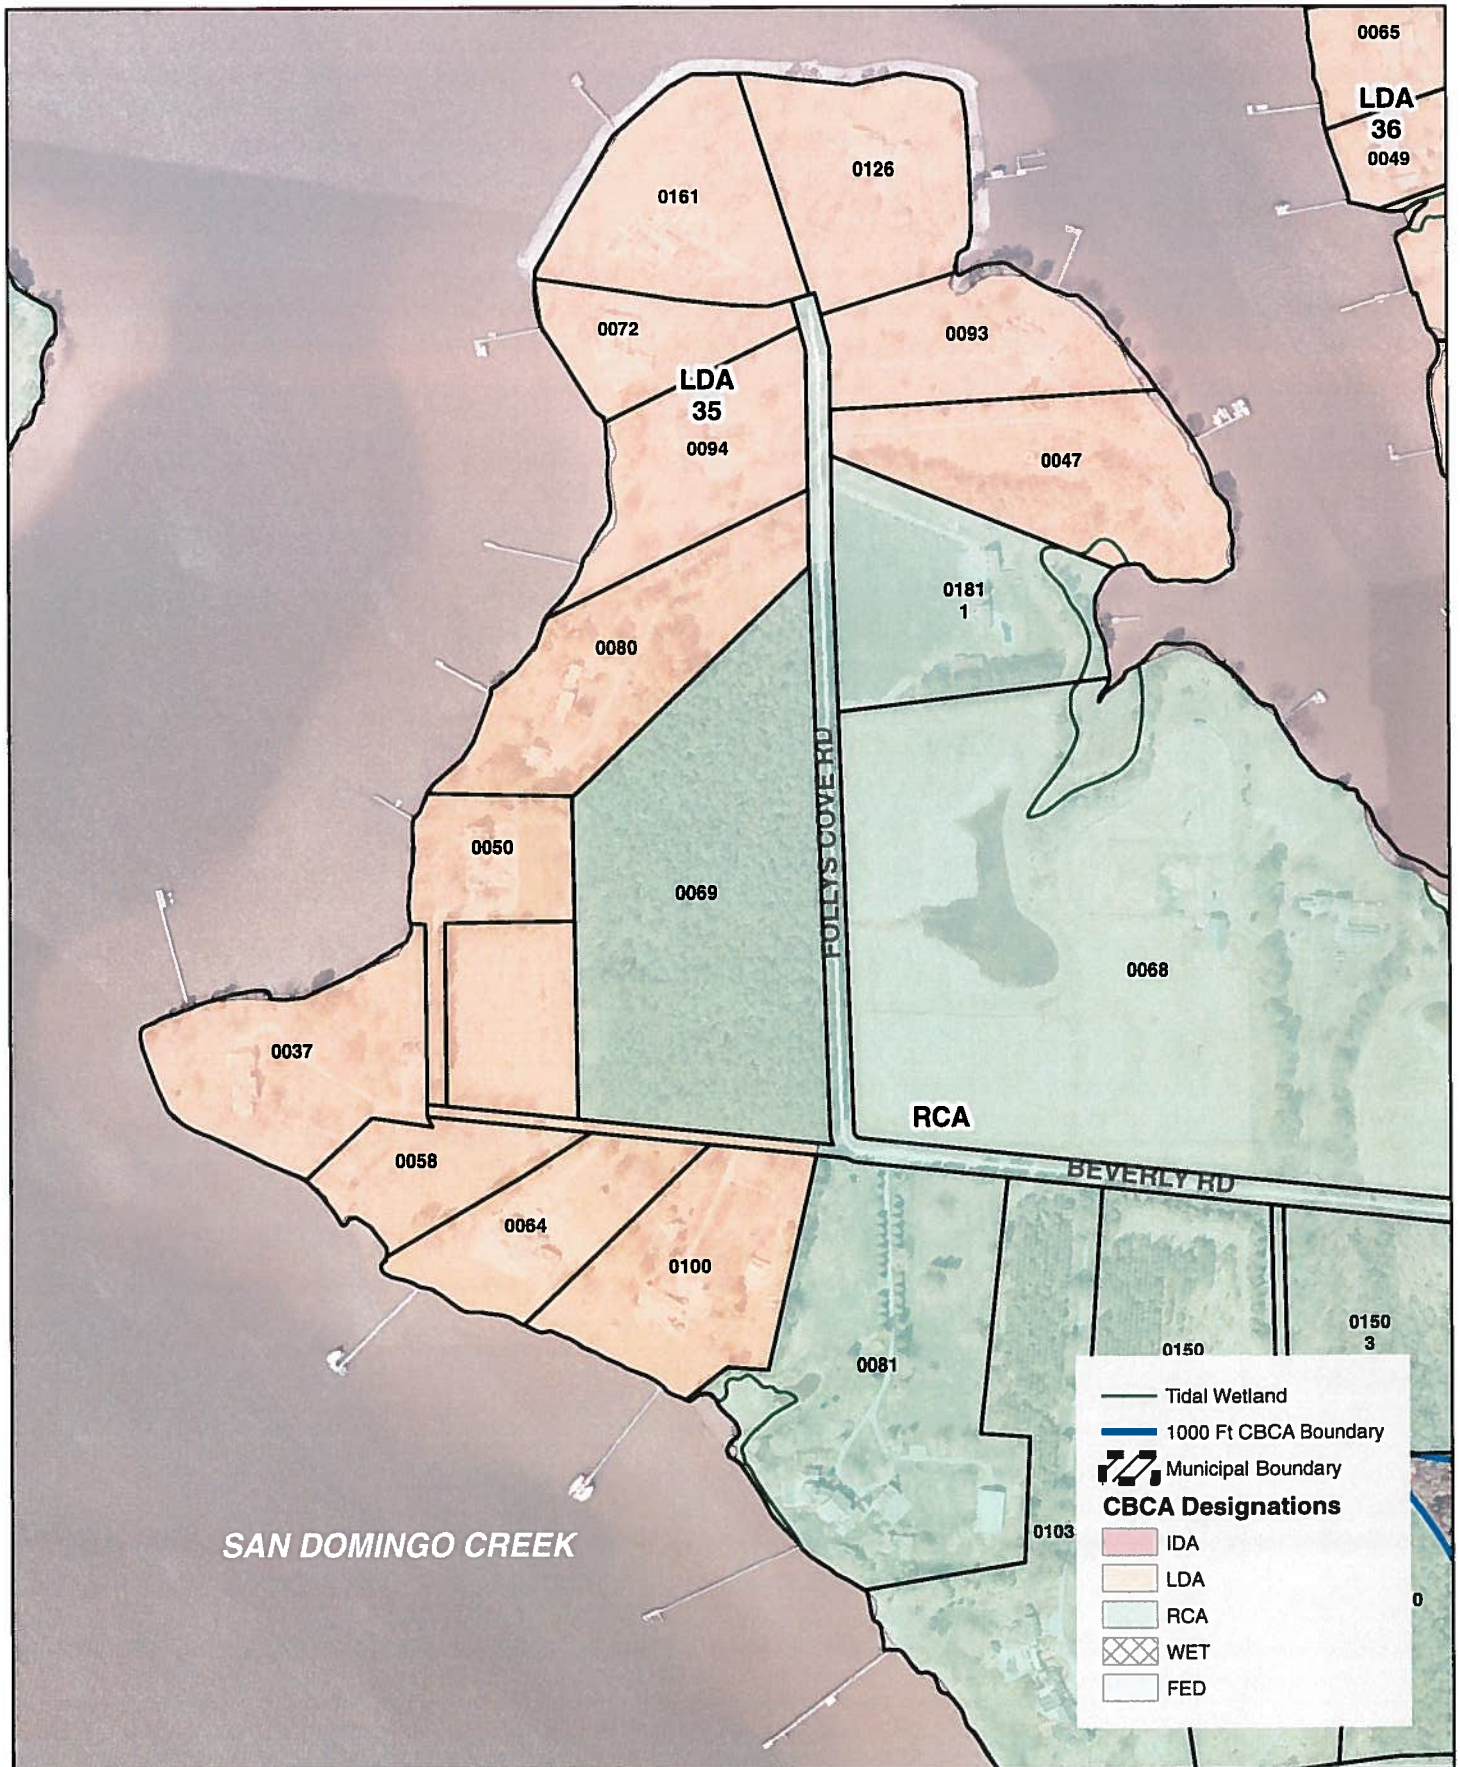 0065
LDA
36
0049
0126
0161
0072
0093
LDA
35
0094
0047
0181
1
0080
FOLLYS COVE RD
0050
0069
0068
0037
RCA
0058
BEVERLY RD
0064
0100
0150
3
0150
0081
Tidal Wetland
1000 Ft CBCA Boundary
Municipal Boundary
CBCA Designations
0103
SAN DOMINGO CREEK
IDA
LDA
RCA
0
WET
FED